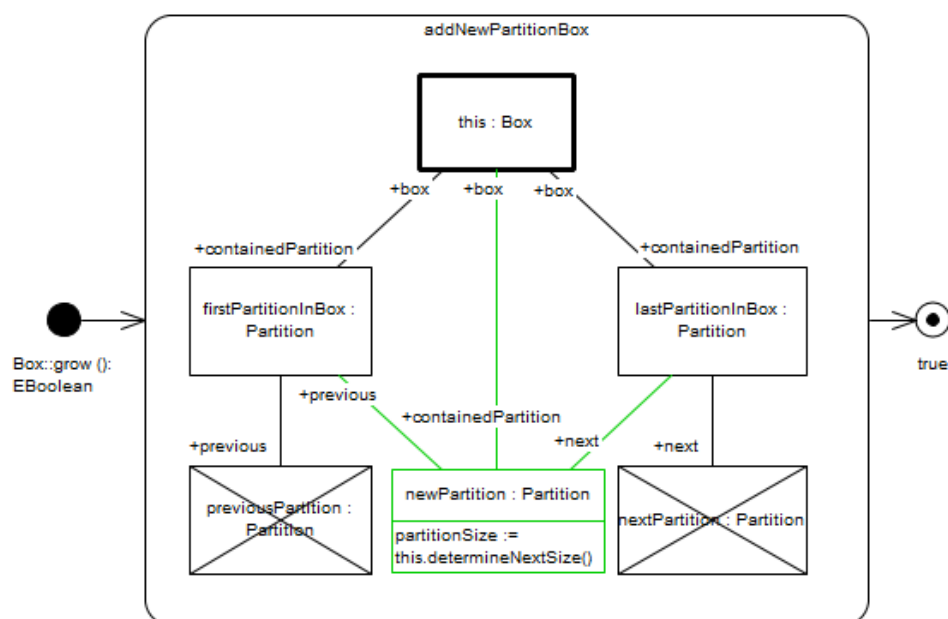 addNewPartitionBox
this : Box
+box
+box
+box
+containedPartition
+containedPartition
firstPartitionInBox :
Partition
lastPartitionInBox :
Partition
Box::grow ():
EBoolean
true
+previous
+containedPartition
+next
+previous
+next
previousPartition :
Partition
newPartition : Partition
partitionSize :=
this.determineNextSize()
nextPartition : Partition